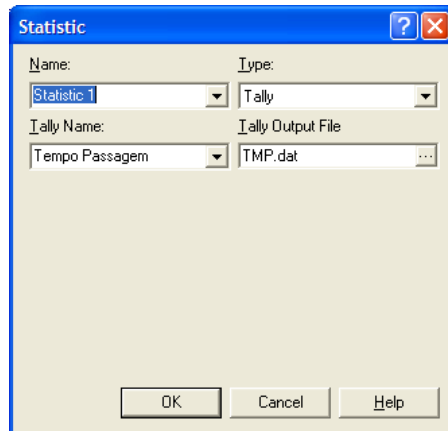 Statistic
Name: Type:
Statistic 1 Tally
Tally Name: Tally Output File
Tempo Passagem TMP.dat ...
OK Cancel Help